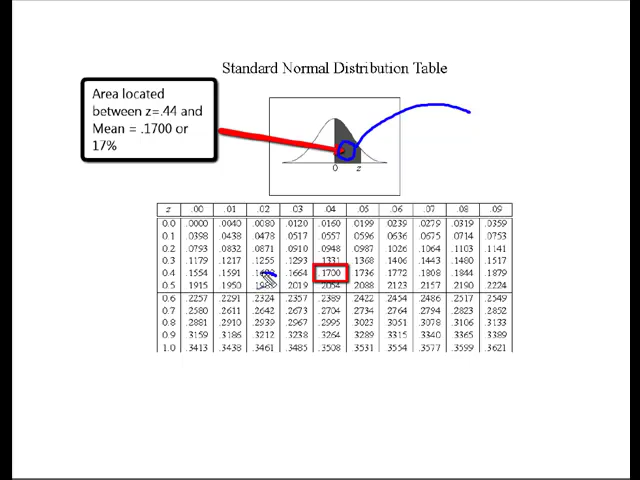 Standard Normal Distribution Table
Area located
between z=.44 and
Mean = .1700 or
17%
0 z
z .00 .01 .02 .03 .04 .05 .06 .07 .08 .09
0.0 .0000 .0040 .0080 .0120 .0160 .0199 .0239 .0279 .0319 .0359
0.1 .0398 .0438 .0478 .0517 .0557 .0596 .0636 .0675 .0714 .0753
0.2 .0793 .0832 .0871 .0910 .0948 .0987 .1026 .1064 .1103 .1141
0.3 .1179 .1217 .1255 .1293 .1331 .1368 .1406 .1443 .1480 .1517
0.4 .1554 .1591 .1664 .1700 .1736 .1772 .1808 .1844 .1879
0.5 .1915 .1950 .2019 .2054 .2088 .2123 .2157 .2190 .2224
0.6 .2257 .2291 .2324 .2357 .2389 .2422 .2454 .2486 .2517 .2549
0.7 .2580 .2611 .2642 .2673 .2704 .2734 .2764 .2794 .2823 .2852
0.8 .2881 .2910 .2939 .2967 .2995 .3023 .3051 .3078 .3106 .3133
0.9 .3159 .3186 .3212 .3238 .3264 .3289 .3315 .3340 .3365 .3389
1.0 .3413 .3438 .3461 .3485 .3508 .3531 .3554 .3577 .3599 .3621